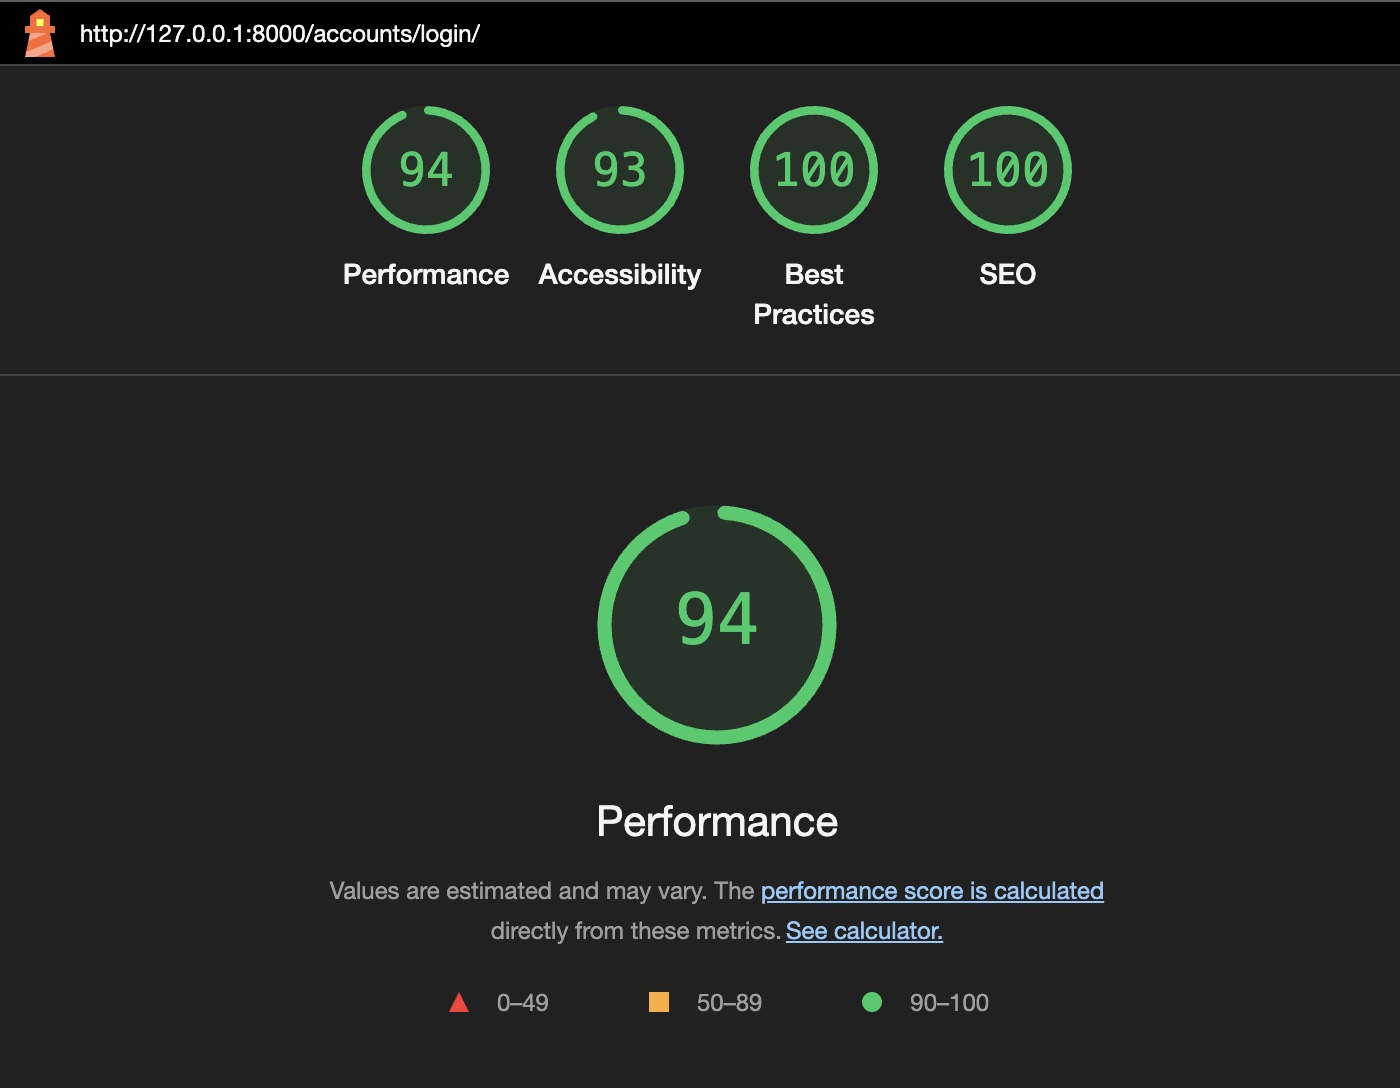 http://127.0.0.1:8000/accounts/login/
94
93
100
100
Performance
Accessibility
Best
Practices
SEO
94
Performance
Values are estimated and may vary. The performance score is calculated
directly from these metrics. See calculator.
0–49
50–89
90–100